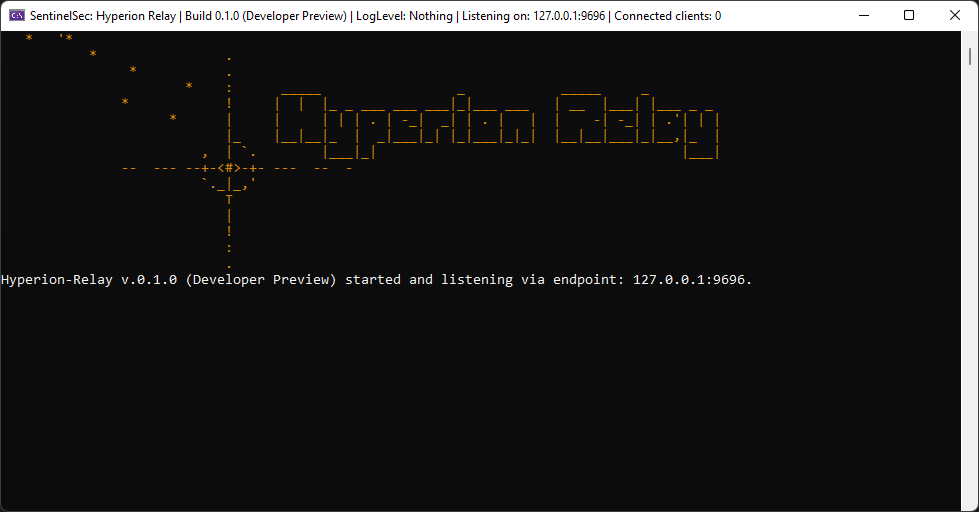 SentinelSec: Hyperion Relay | Build 0.1.0 (Developer Preview) | LogLevel: Nothing | Listening on: 127.0.0.1:9696 | Connected clients: 0
Hyperion Relay
Hyperion-Relay v.0.1.0 (Developer Preview) started and listening via endpoint: 127.0.0.1:9696.